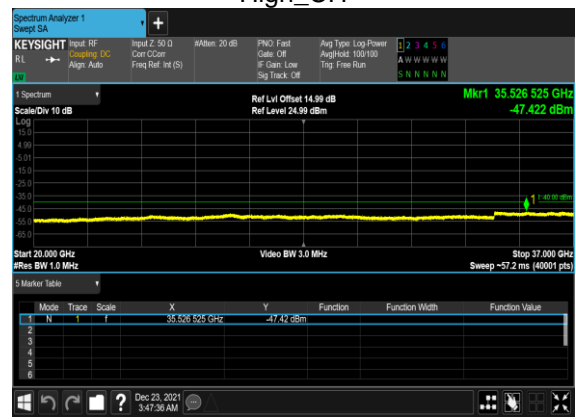 High_CH
Spectrum Analyzer 1
Swept SA
+
KEYSIGHT
RL
Input: RF
Coupling: DC
Align: Auto
Input Z: 50 Ω
Corr CCorr
Freq Ref: Int (S)
#Atten: 20 dB
PNO: Fast
Gate: Off
IF Gain: Low
Sig Track: Off
Avg Type: Log-Power
Avg|Hold: 100/100
Trig: Free Run
1 2 3 4 5 6
A W W W W W
S N N N N N
1 Spectrum
Scale/Div 10 dB
Ref Lvl Offset 14.99 dB
Ref Level 24.99 dBm
Mkr1 35.526 525 GHz
-47.422 dBm
Log
15.0
4.99
-5.01
-15.0
-25.0
-35.0
-45.0
-55.0
-65.0
1
Start 20.000 GHz
#Res BW 1.0 MHz
Video BW 3.0 MHz
Stop 37.000 GHz
Sweep ~57.2 ms (40001 pts)
5 Marker Table
Mode Trace Scale X Y Function Function Width Function Value
1 N 1 f 35.526 525 GHz -47.42 dBm
2
3
4
5
6
?
Dec 23, 2021
3:47:36 AM